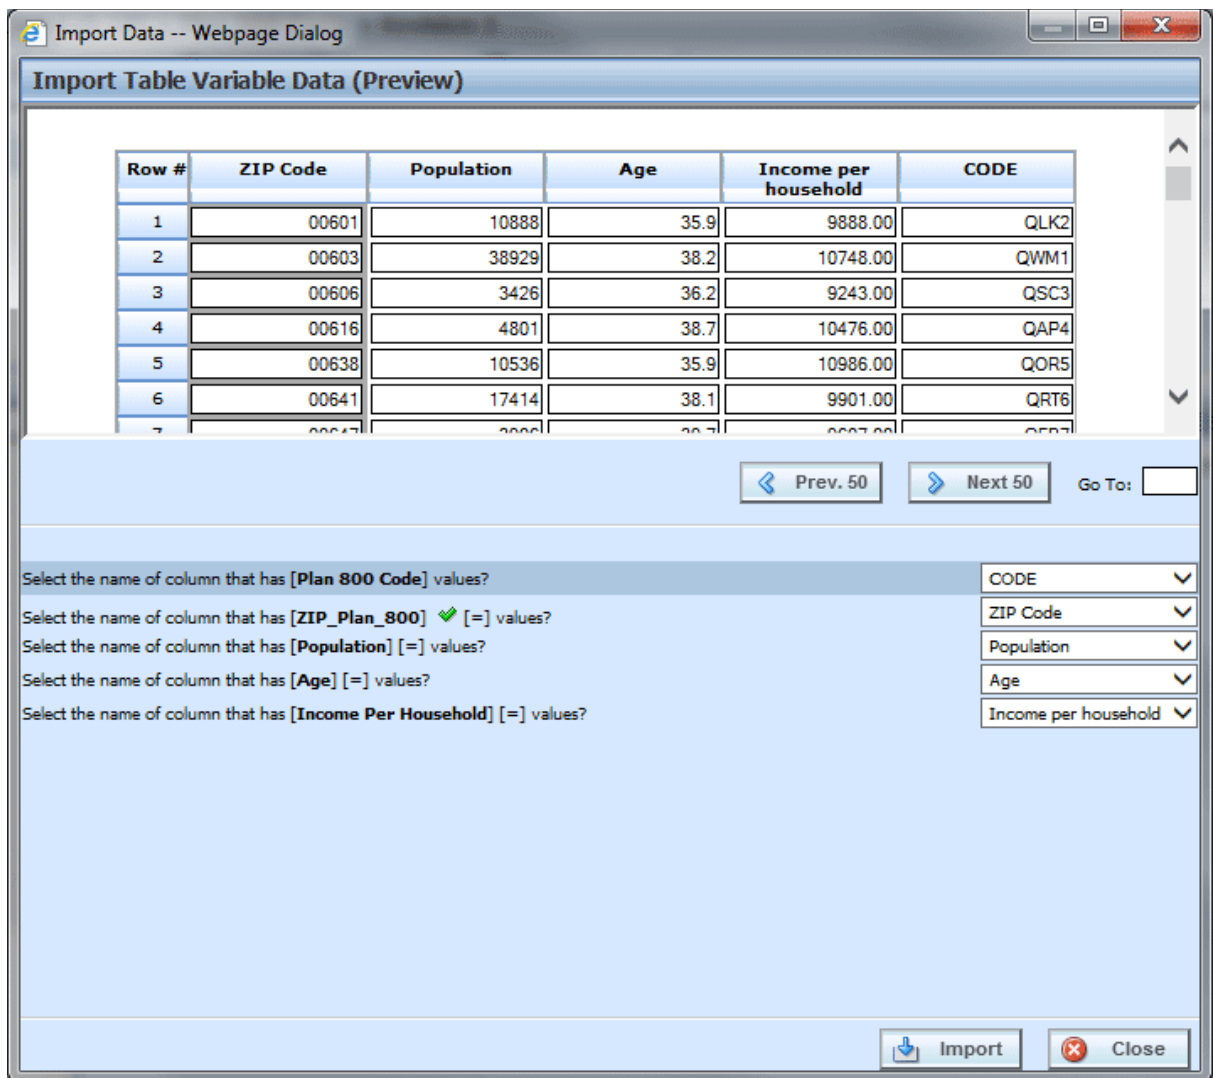 Import Data -- Webpage Dialog
Import Table Variable Data (Preview)
Row # ZIP Code Population Age Income per household CODE
1 00601 10888 35.9 9888.00 QLK2
2 00603 38929 38.2 10748.00 QWM1
3 00606 3426 36.2 9243.00 QSC3
4 00616 4801 38.7 10476.00 QAP4
5 00638 10536 35.9 10986.00 QOR5
6 00641 17414 38.1 9901.00 QRT6
Prev. 50 Next 50 Go To:
Select the name of column that has [Plan 800 Code] values? CODE
Select the name of column that has [ZIP_Plan_800] [=] values? ZIP Code
Select the name of column that has [Population] [=] values? Population
Select the name of column that has [Age] [=] values? Age
Select the name of column that has [Income Per Household] [=] values? Income per household
Import Close